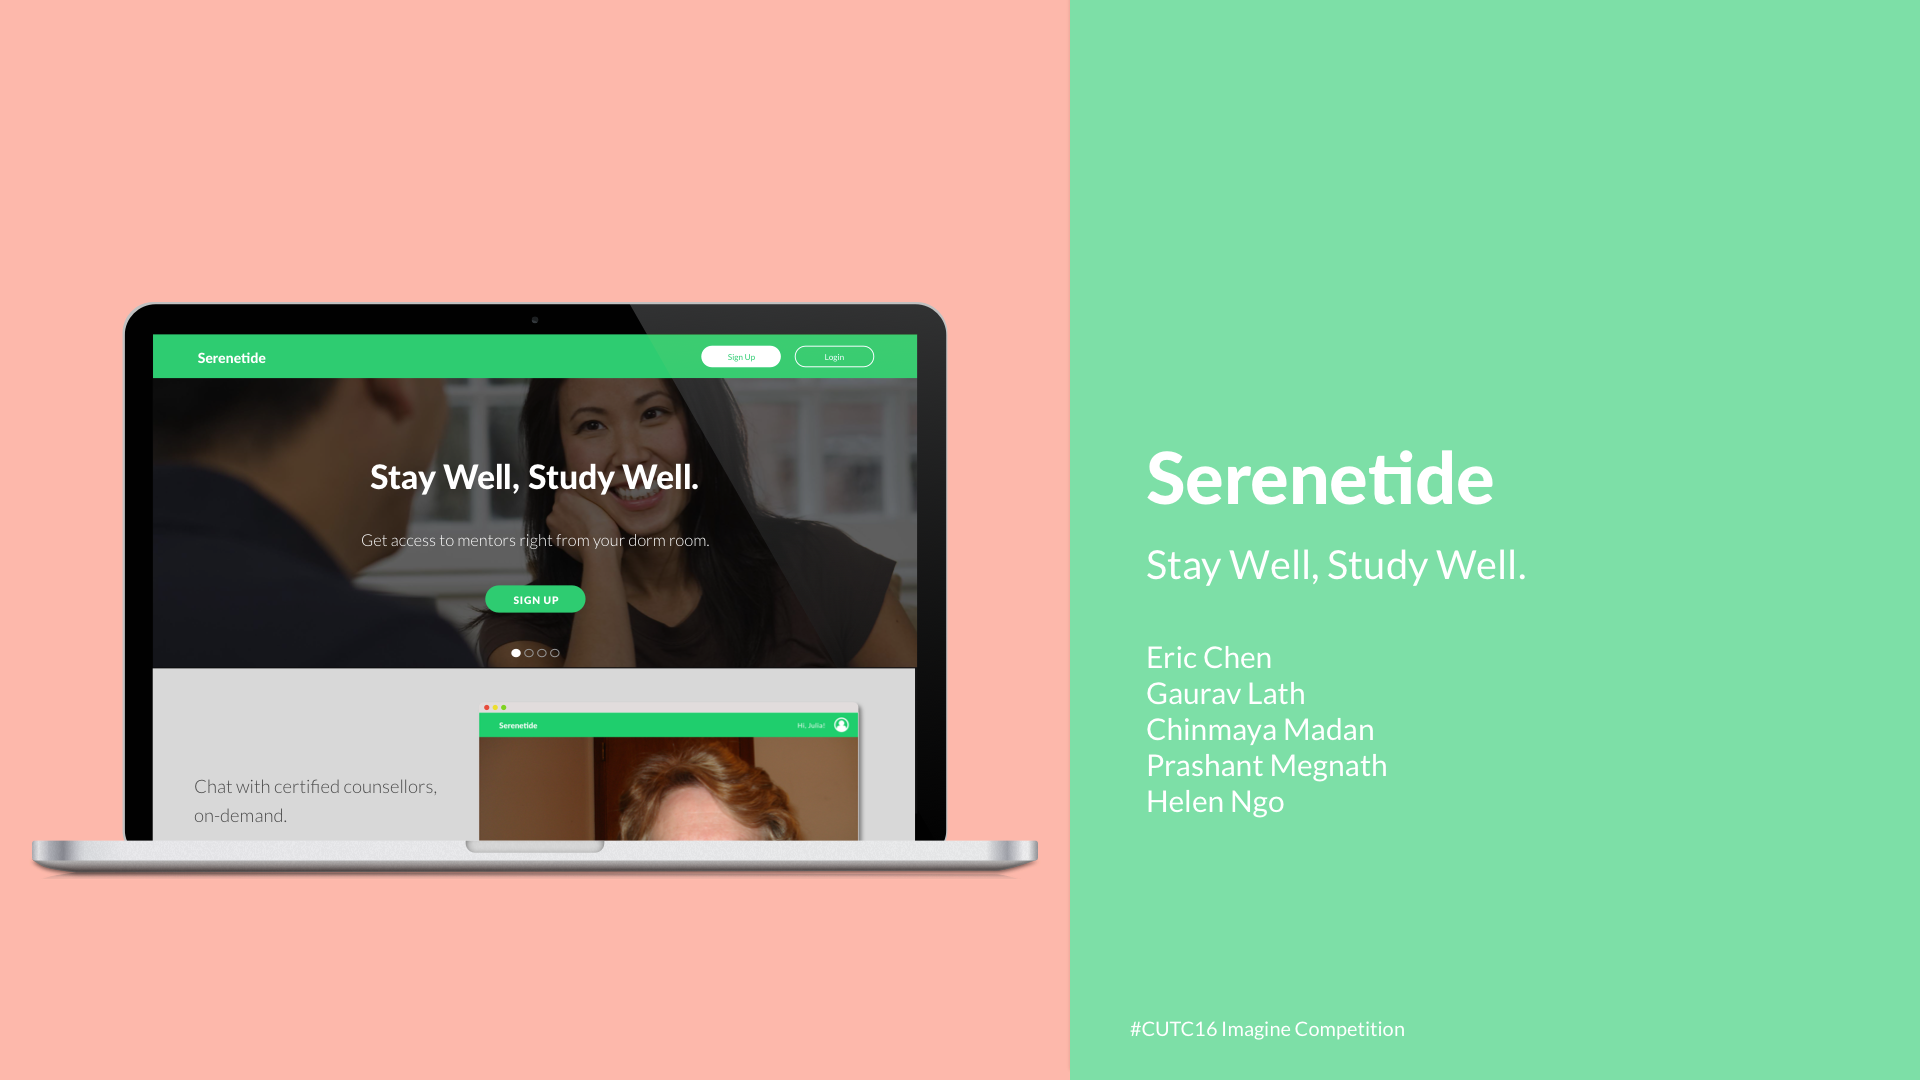 Serenetide
Sign Up
Login
Stay Well, Study Well.
Get access to mentors right from your dorm room.
SIGN UP
Serenetide
Hi, Julia!
Chat with certified counsellors,
on-demand.
Serenetide
Stay Well, Study Well.
Eric Chen
Gaurav Lath
Chinmaya Madan
Prashant Megnath
Helen Ngo
#CUTC16 Imagine Competition